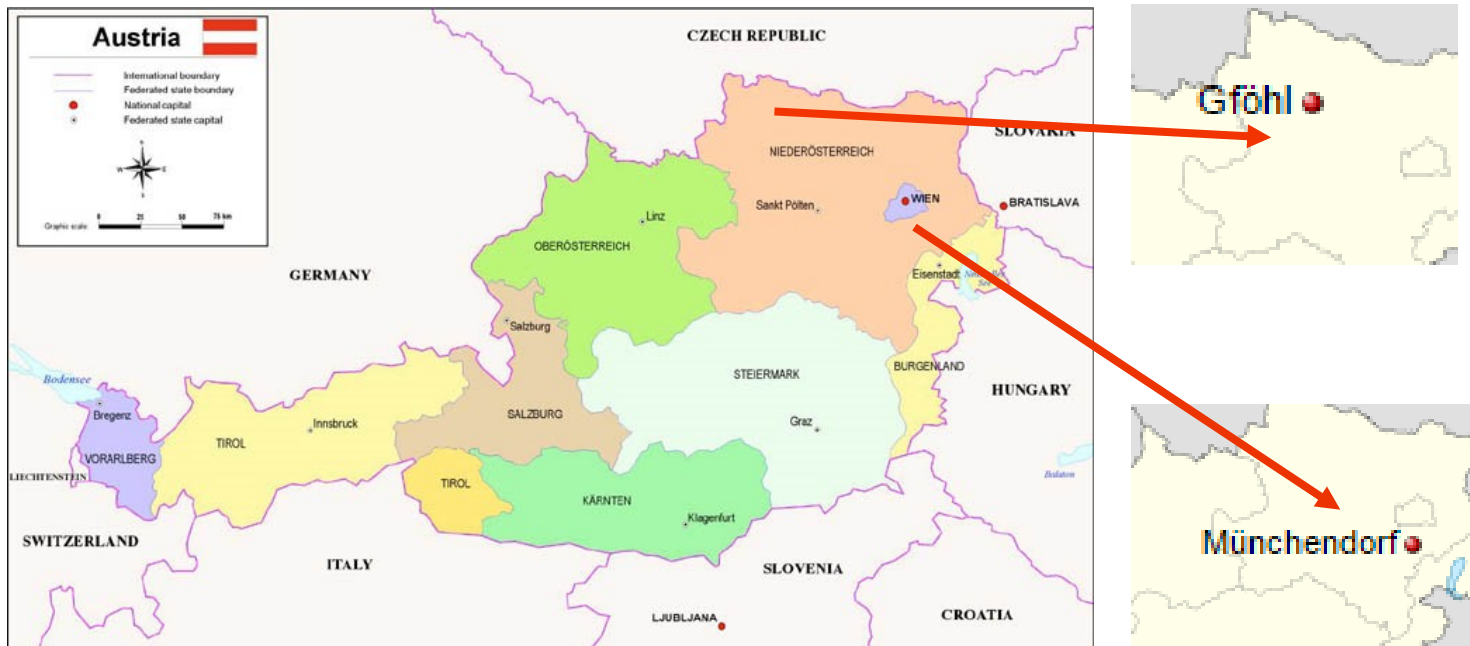 Austria
International boundary
Federated state boundary
National capital
Federated state capital
N
W E
S
Graphic scale:
0 25 50 75 km
CZECH REPUBLIC
SLOVAKIA
NIEDERÖSTERREICH
WIEN
Sankt Pölten
BRATISLAVA
Linz
OBERÖSTERREICH
GERMANY
Eisenstadt
See
Salzburg
BURGENLAND
STEIERMARK
HUNGARY
Bodensee
Bregenz
SALZBURG
Innsbruck
Graz
TIROL
VORARLBERG
LIECHTENSTEIN
TIROL
Balaton
KÄRNTEN
Klagenfurt
SWITZERLAND
ITALY
SLOVENIA
LJUBLJANA
CROATIA
Gföhl
Münchendorf